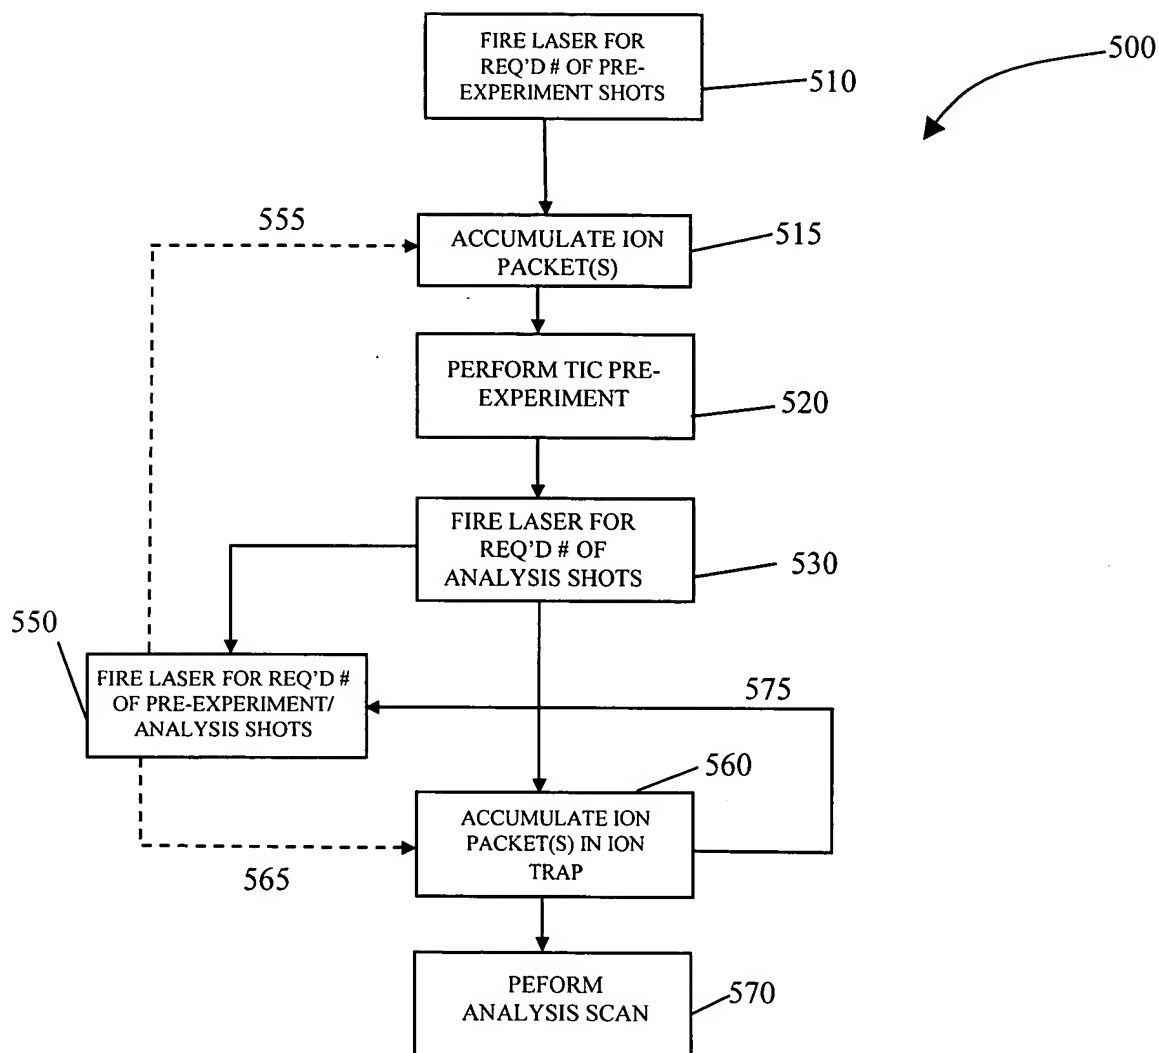 FIRE LASER FOR
REQ'D # OF PRE-
EXPERIMENT SHOTS
510
500
555
ACCUMULATE ION
PACKET(S)
515
PERFORM TIC PRE-
EXPERIMENT
520
FIRE LASER FOR
REQ'D # OF
ANALYSIS SHOTS
530
550
FIRE LASER FOR REQ'D #
OF PRE-EXPERIMENT/
ANALYSIS SHOTS
575
560
ACCUMULATE ION
PACKET(S) IN ION
TRAP
565
PEFORM
ANALYSIS SCAN
570